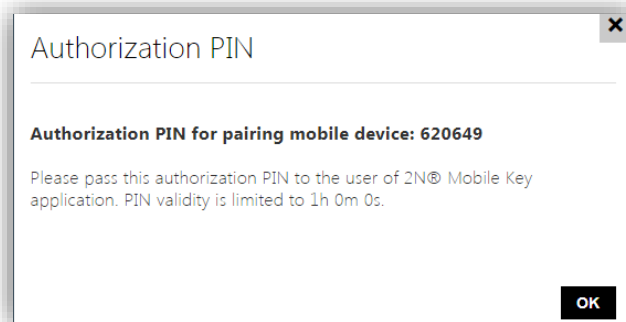 Authorization PIN
Authorization PIN for pairing mobile device: 620649
Please pass this authorization PIN to the user of 2N® Mobile Key
application. PIN validity is limited to 1h 0m 0s.
OK